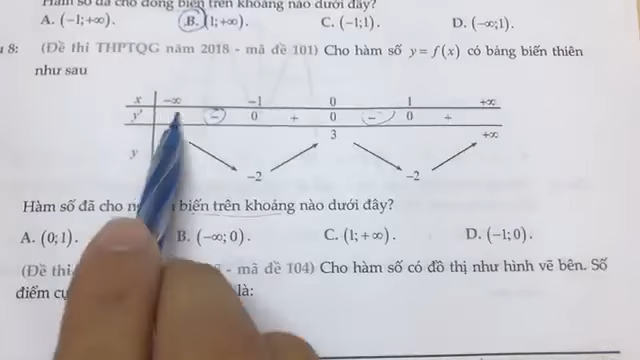 Hàm số đã cho đồng biến trên khoảng nào dưới đây?
A. (−1;+∞). B. (1;+∞). C. (−1;1). D. (−∞;1).
8: (Đề thi THPTQG năm 2018 - mã đề 101) Cho hàm số y = f(x) có bảng biến thiên
như sau
x −∞ −1 0 1 +∞
y' − 0 + 0 − 0 +
3 +∞
y
−2 −2
Hàm số đã cho biến trên khoảng nào dưới đây?
A. (0;1). B. (−∞;0). C. (1;+∞). D. (−1;0).
(Đề thi - mã đề 104) Cho hàm số có đồ thị như hình vẽ bên. Số
điểm là: